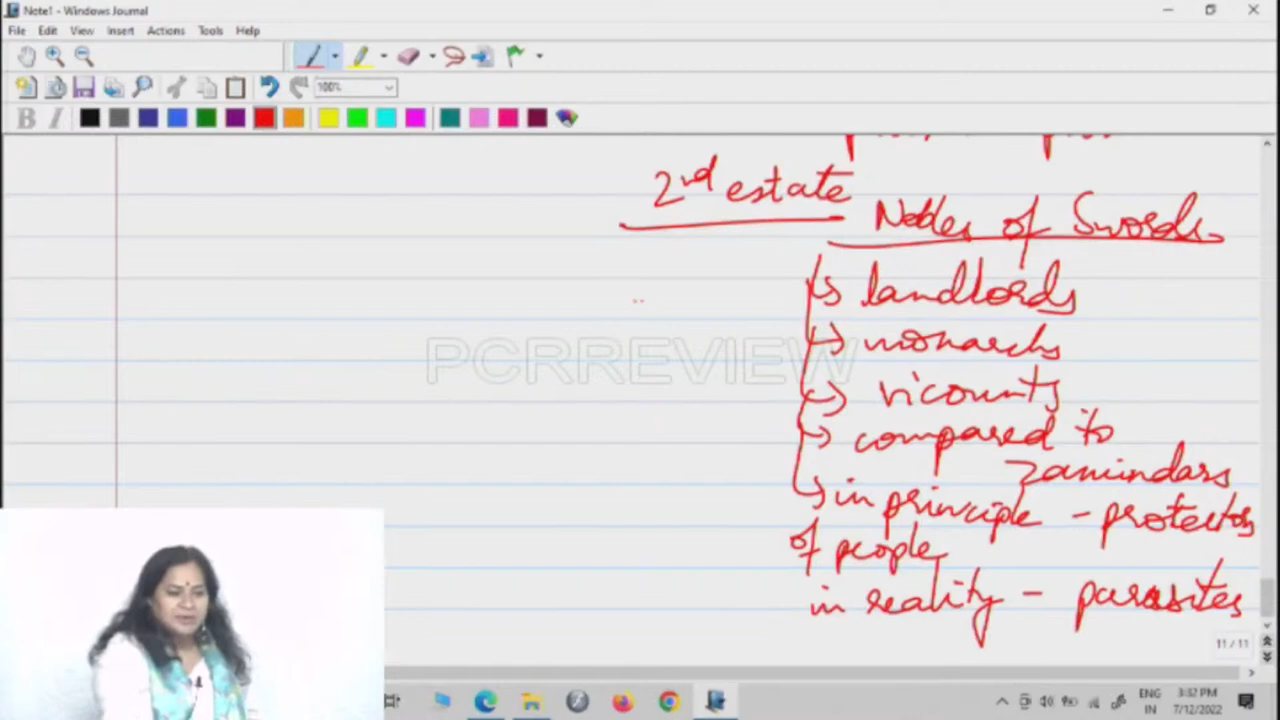 Note1 - Windows Journal
File Edit View Insert Actions Tools Help
100%
B I
2nd estate
Nobles of Swords
landlords
monarchs
vicounts
compared to
zamindars
in principle - protectors
of people
in reality - parasites
PCRREVIEW
11 / 11
ENG
IN
3:32 PM
7/12/2022